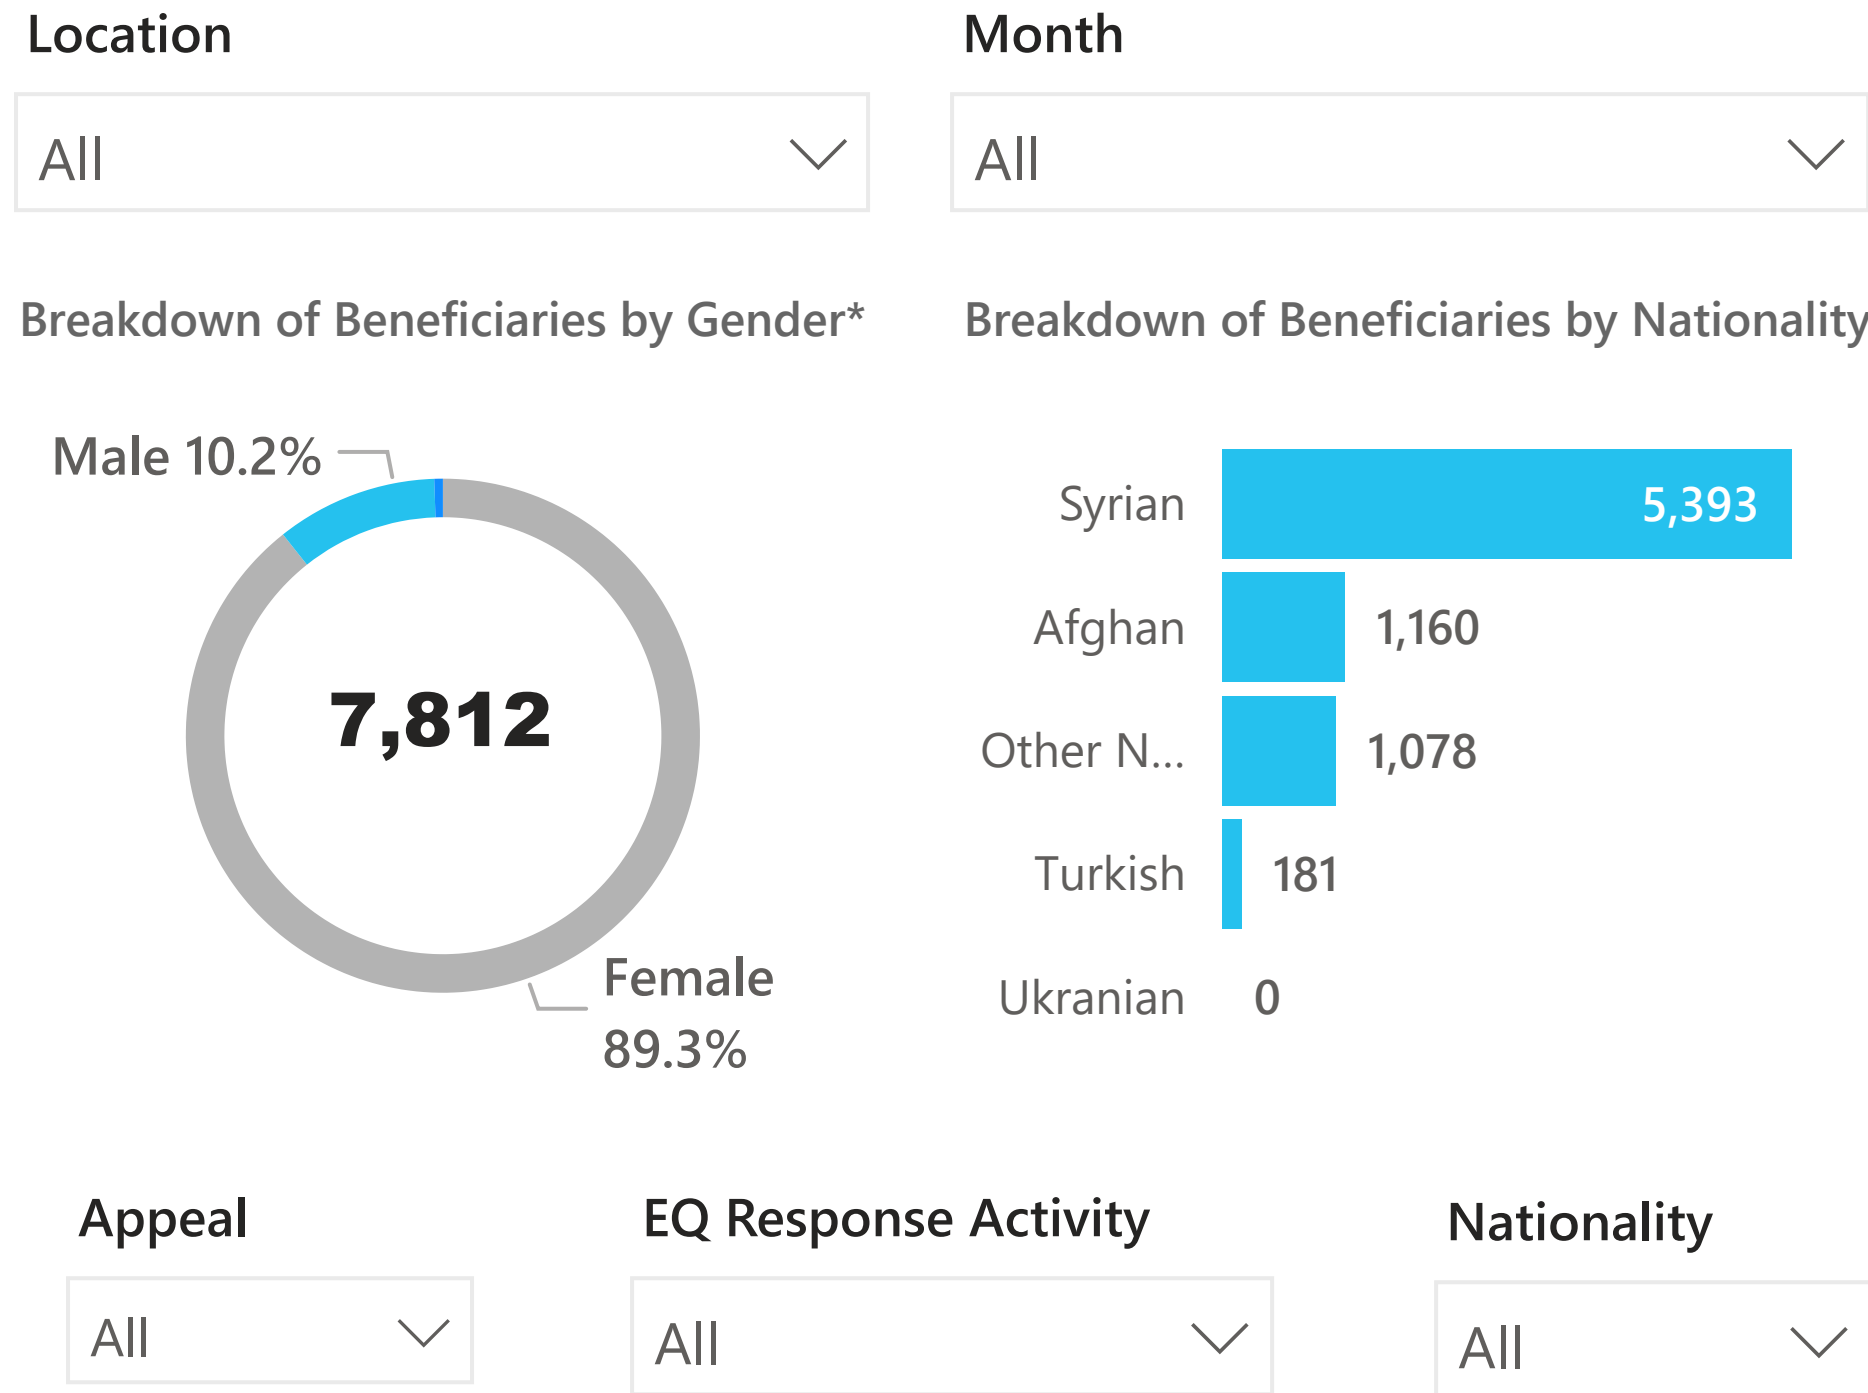 Location
Month
All
All
Breakdown of Beneficiaries by Gender*
Breakdown of Beneficiaries by Nationality
Male 10.2%
7,812
Female
89.3%
Syrian 5,393
Afghan 1,160
Other N... 1,078
Turkish 181
Ukranian 0
Appeal
EQ Response Activity
Nationality
All
All
All